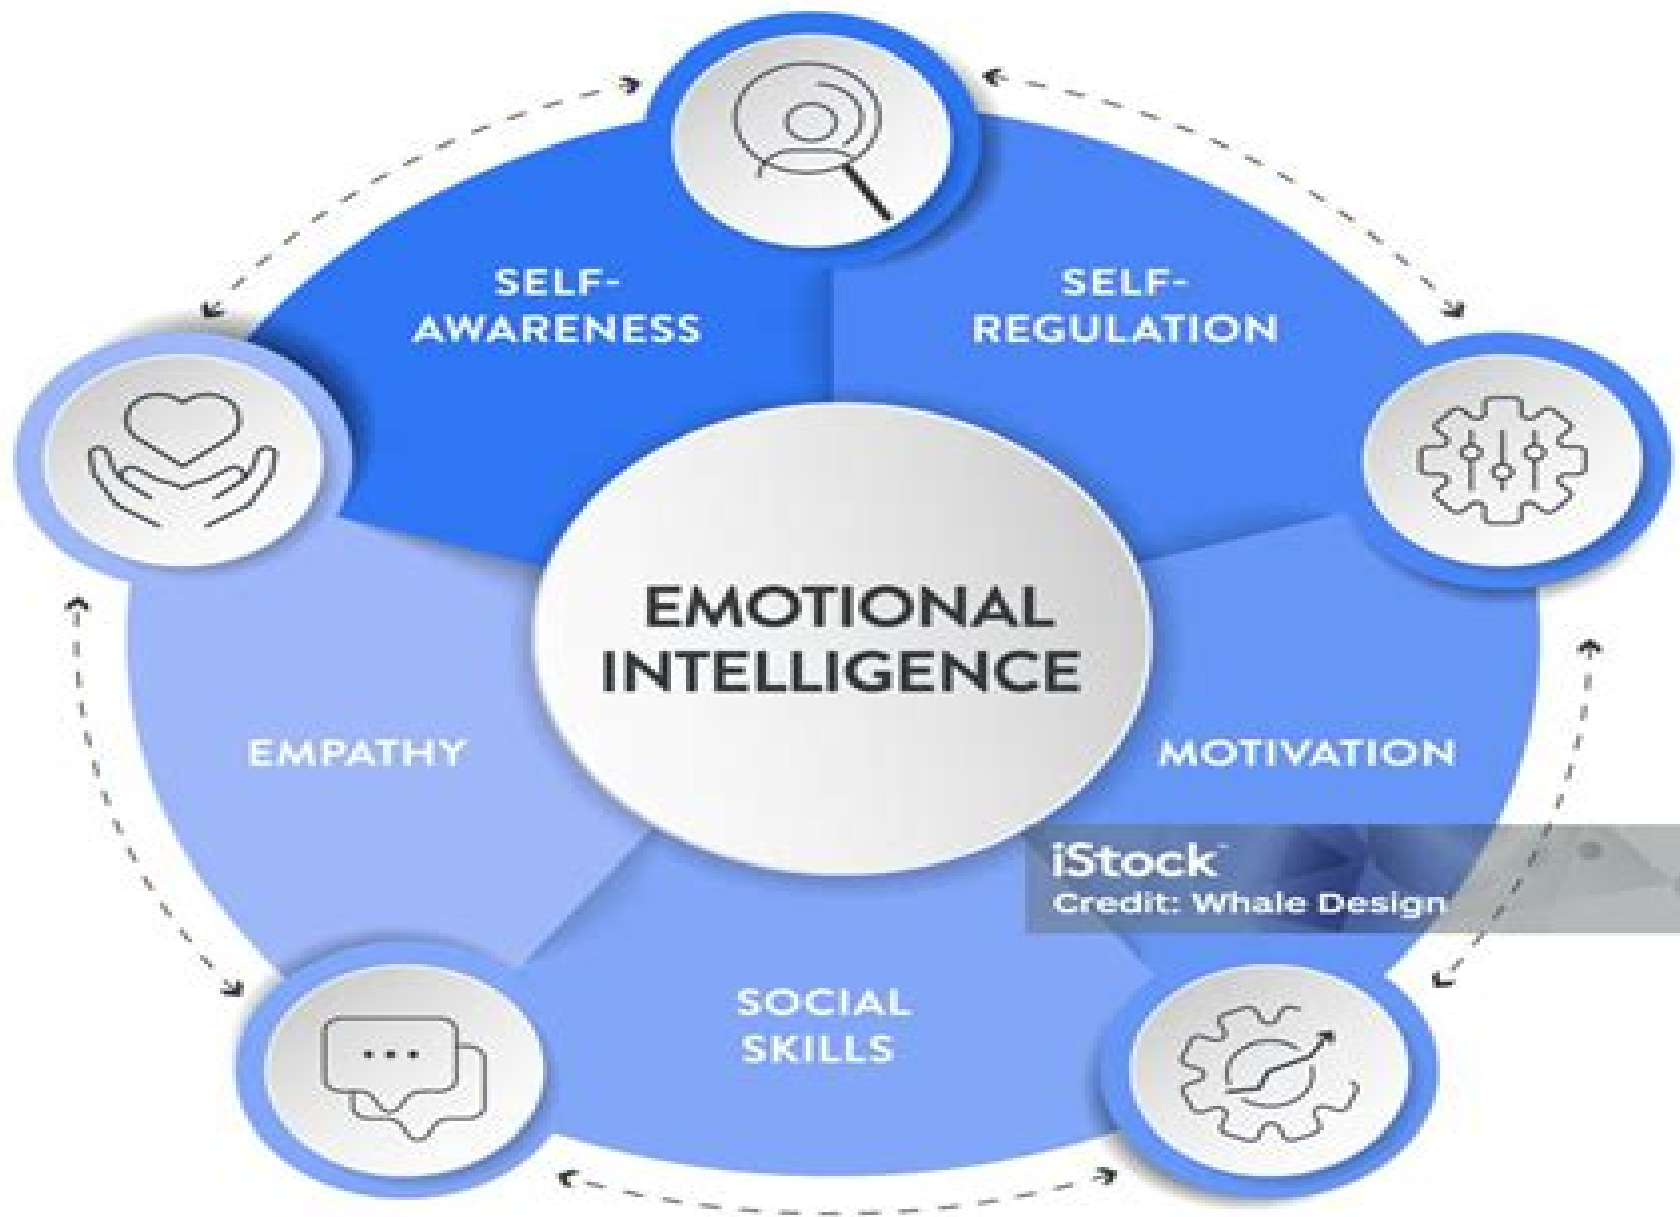 SELF-
AWARENESS
SELF-
REGULATION
EMOTIONAL
INTELLIGENCE
EMPATHY
MOTIVATION
iStock
Credit: Whale Design
SOCIAL
SKILLS